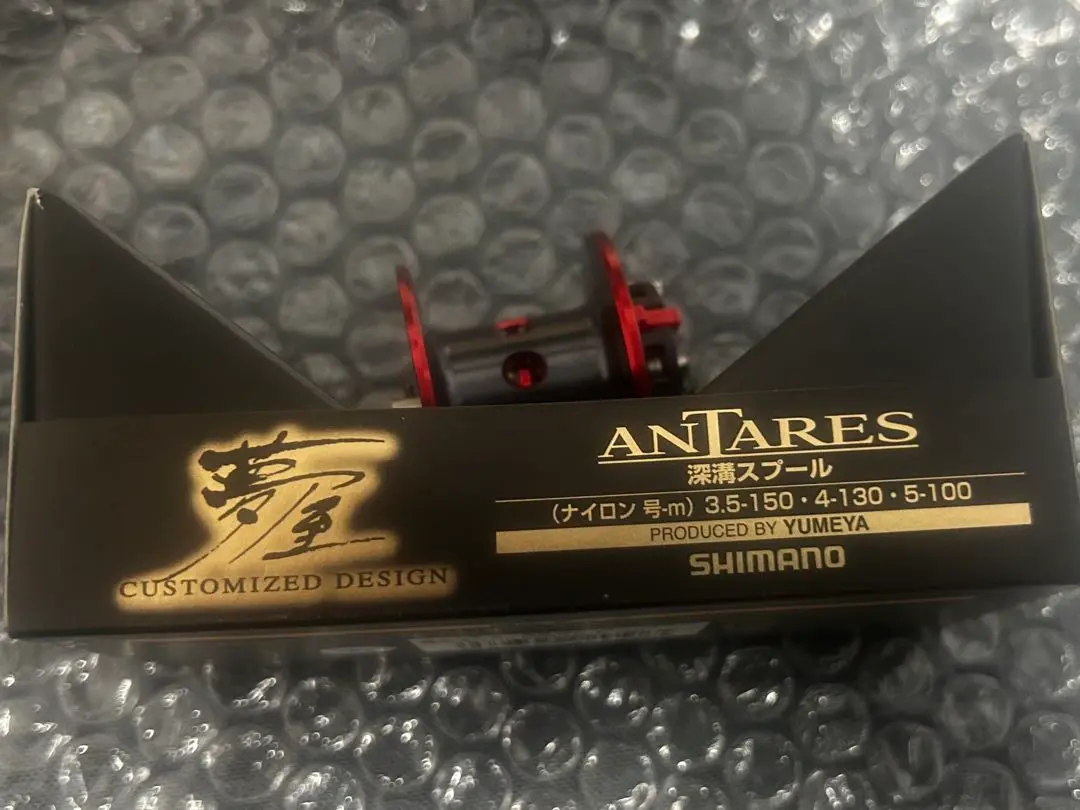 夢屋
CUSTOMIZED DESIGN
ANTARES
深溝スプール
(ナイロン 号-m) 3.5-150・4-130・5-100
PRODUCED BY YUMEYA
SHIMANO